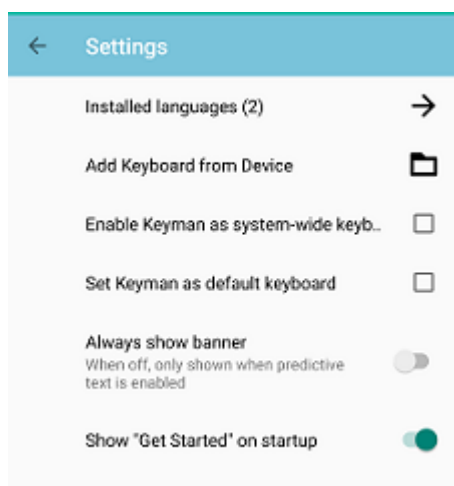 Settings
Installed languages (2)
Add Keyboard from Device
Enable Keyman as system-wide keyb..
Set Keyman as default keyboard
Always show banner
When off, only shown when predictive
text is enabled
Show "Get Started" on startup